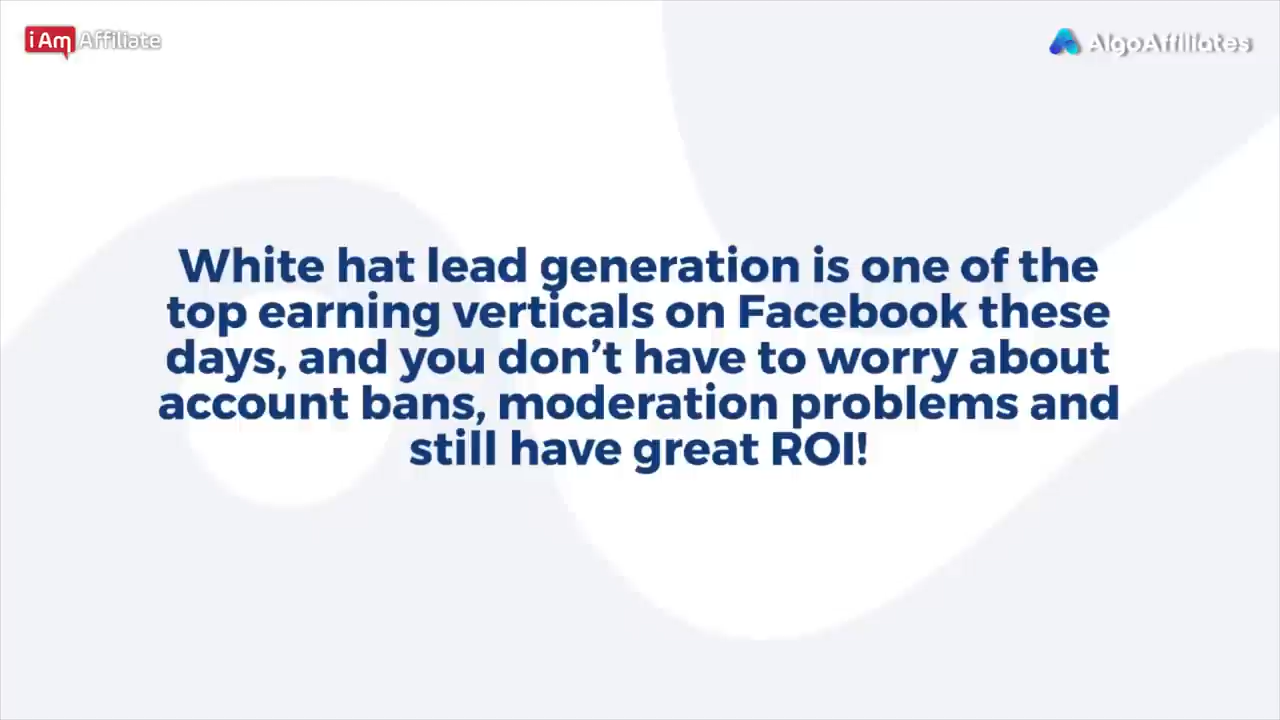 i Am Affiliate
AlgoAffiliates
White hat lead generation is one of the
top earning verticals on Facebook these
days, and you don’t have to worry about
account bans, moderation problems and
still have great ROI!